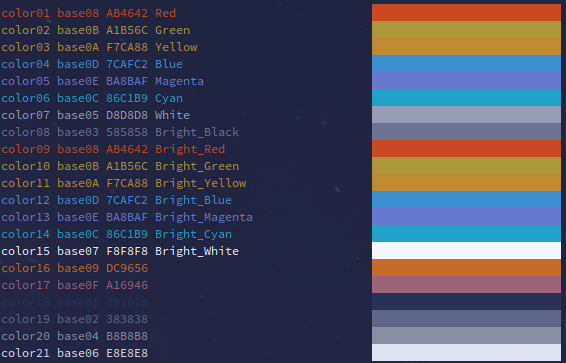 color01 base08 AB4642 Red
color02 base0B A1B56C Green
color03 base0A F7CA88 Yellow
color04 base0D 7CAFC2 Blue
color05 base0E BA8BAF Magenta
color06 base0C 86C1B9 Cyan
color07 base05 D8D8D8 White
color08 base03 585858 Bright_Black
color09 base08 AB4642 Bright_Red
color10 base0B A1B56C Bright_Green
color11 base0A F7CA88 Bright_Yellow
color12 base0D 7CAFC2 Bright_Blue
color13 base0E BA8BAF Bright_Magenta
color14 base0C 86C1B9 Bright_Cyan
color15 base07 F8F8F8 Bright_White
color16 base09 DC9656
color17 base0F A16946
color18 base01 282828
color19 base02 383838
color20 base04 B8B8B8
color21 base06 E8E8E8